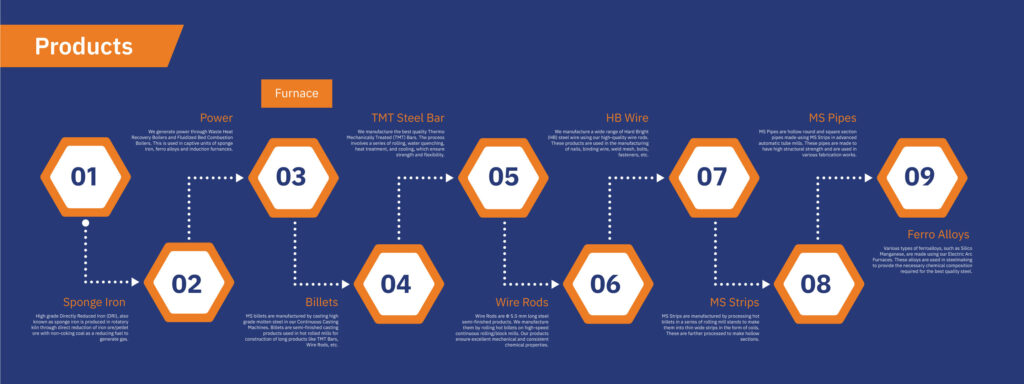 Products
Furnace
01
Sponge Iron
High grade Directly Reduced Iron (DRI), also
known as sponge iron is produced in rotatory
kiln through direct reduction of iron ore/pellet
ore with non-coking coal as a reducing fuel to
generate gas.
02
Power
We generate power through Waste Heat
Recovery Boilers and Fluidized Bed Combustion
Boilers. This is used in captive units of sponge
iron, ferro alloys and induction furnances.
03
Billets
MS billets are manufactured by casting high
grade molten steel in our Continuous Casting
Machines. Billets are semi-finished casting
products used in hot rolled mills for
construction of long products like TMT Bars,
Wire Rods, etc.
04
TMT Steel Bar
We manufacture the best quality Thermo
Mechanically Treated (TMT) Bars. The process
involves a series of rolling, water quenching,
heat treatment, and cooling, which ensure
strength and flexibility.
05
Wire Rods
Wire Rods are Φ 5.5 mm long steel
semi-finished products. We manufacture
them by rolling hot billets on high-speed
continuous rolling/block mills. Our products
ensure excellent mechanical and consistent
chemical properties.
06
HB Wire
We manufacture a wide range of Hard Bright
(HB) steel wire using our high-quality wire rods.
These products are used in the manufacturing
of nails, binding wire, weld mesh, bolts,
fasteners, etc.
07
MS Strips
MS Strips are manufactured by processing hot
billets in a series of rolling mill stands to make
them into thin wide strips in the form of coils.
These are further processed to make hollow
sections.
08
MS Pipes
MS Pipes are hollow round and square section
pipes made using MS Strips in advanced
automatic tube mills. These pipes are made to
have high structural strength and are used in
various fabrication works.
09
Ferro Alloys
Various types of ferroalloys, such as Silico
Manganese, are made using our Electric Arc
Furnaces. These alloys are used in steelmaking
to provide the necessary chemical composition
required for the best quality steel.